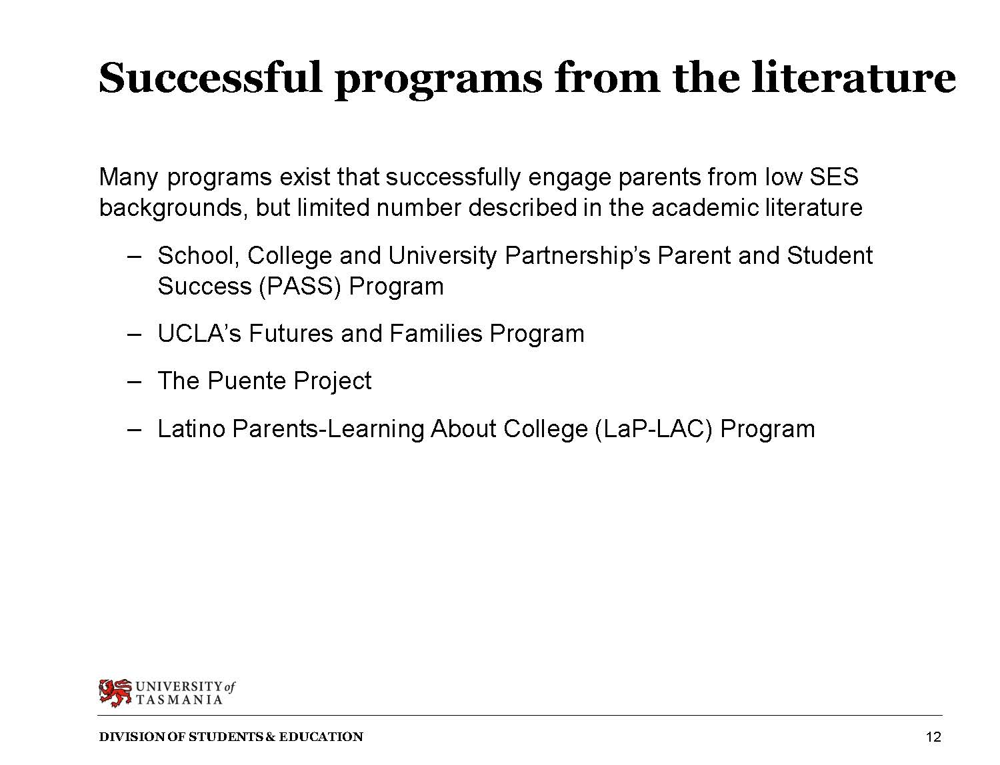 Successful programs from the literature
Many programs exist that successfully engage parents from low SES
backgrounds, but limited number described in the academic literature
– School, College and University Partnership’s Parent and Student
Success (PASS) Program
– UCLA’s Futures and Families Program
– The Puente Project
– Latino Parents-Learning About College (LaP-LAC) Program
UNIVERSITY of
TASMANIA
DIVISION OF STUDENTS & EDUCATION
12